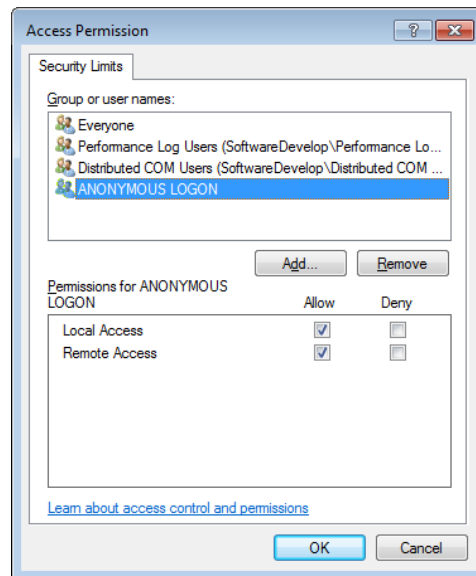 Access Permission
Security Limits
Group or user names:
Everyone
Performance Log Users (SoftwareDevelop\Performance Lo...
Distributed COM Users (SoftwareDevelop\Distributed COM ...
ANONYMOUS LOGON
Add...
Remove
Permissions for ANONYMOUS
LOGON
Allow
Deny
Local Access
Remote Access
Learn about access control and permissions
OK
Cancel